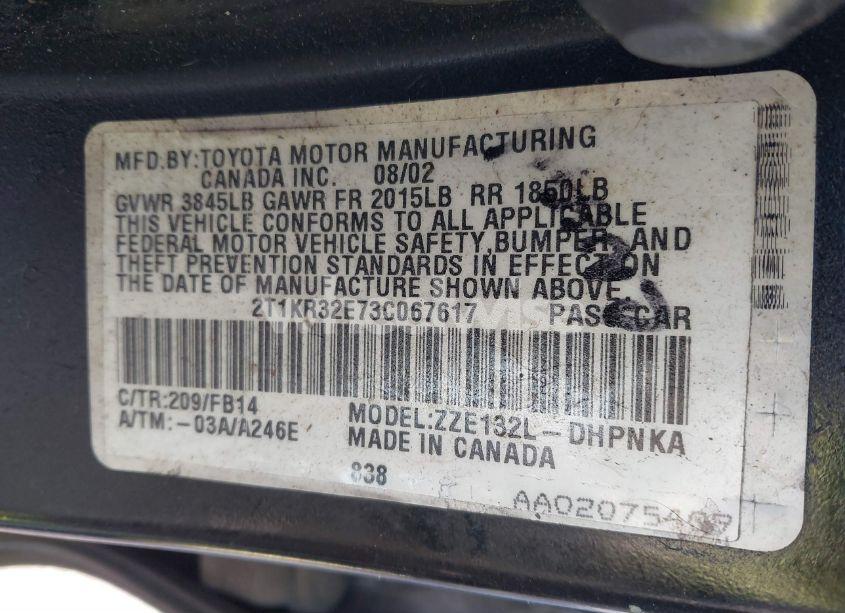 MFD.BY:TOYOTA MOTOR MANUFACTURING
CANADA INC. 08/02
GVWR 3845LB GAWR FR 2015LB RR 1850LB
THIS VEHICLE CONFORMS TO ALL APPLICABLE
FEDERAL MOTOR VEHICLE SAFETY,BUMPER, AND
THEFT PREVENTION STANDARDS IN EFFECT ON
THE DATE OF MANUFACTURE SHOWN ABOVE.
2T1KR32E73C067617 PASS.CAR
C/TR:209/FB14 MODEL:ZZE132L-DHPNKA
A/TM:-03A/A246E MADE IN CANADA
838